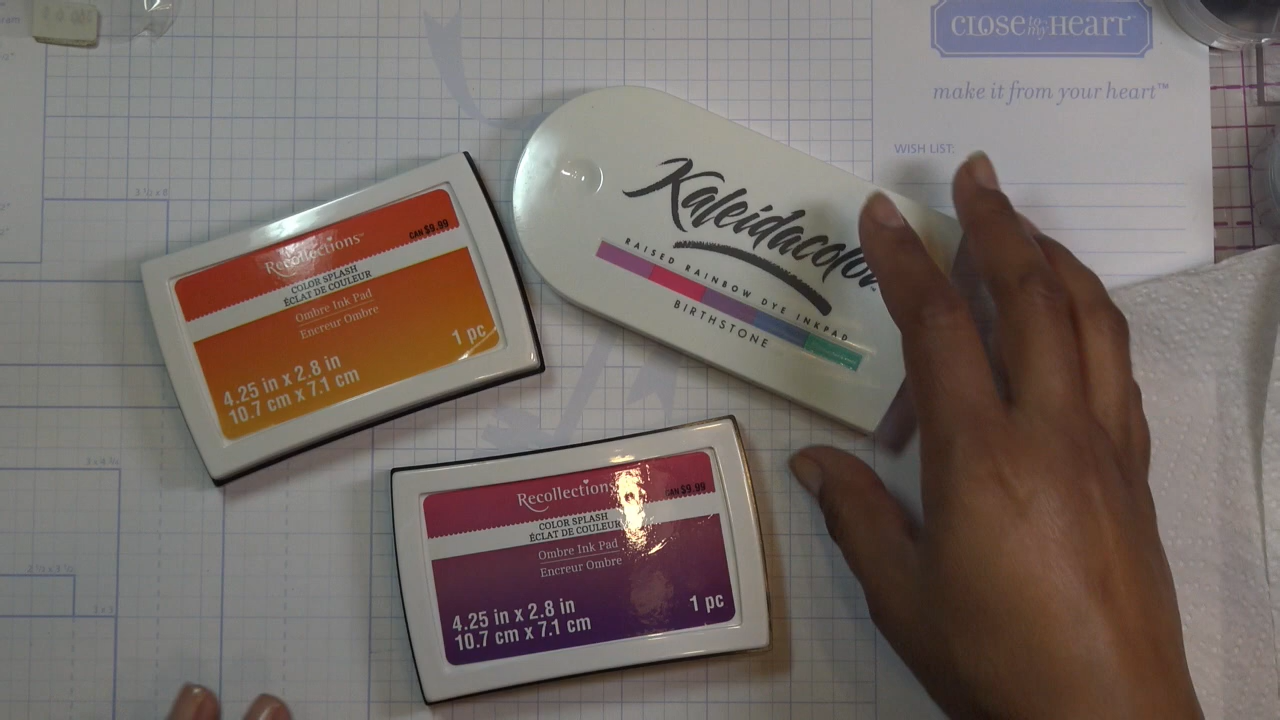 CLOSE to my HEART™
make it from your heart™
WISH LIST:
Kaleidacolor™
RAISED RAINBOW DYE INKPAD
BIRTHSTONE
Recollections™
CAN $9.99
COLOR SPLASH
ÉCLAT DE COULEUR
Ombre Ink Pad
Encreur Ombre
1 pc
4.25 in x 2.8 in
10.7 cm x 7.1 cm
Recollections
CAN $9.99
COLOR SPLASH
ÉCLAT DE COULEUR
Ombre Ink Pad
Encreur Ombre
1 pc
4.25 in x 2.8 in
10.7 cm x 7.1 cm